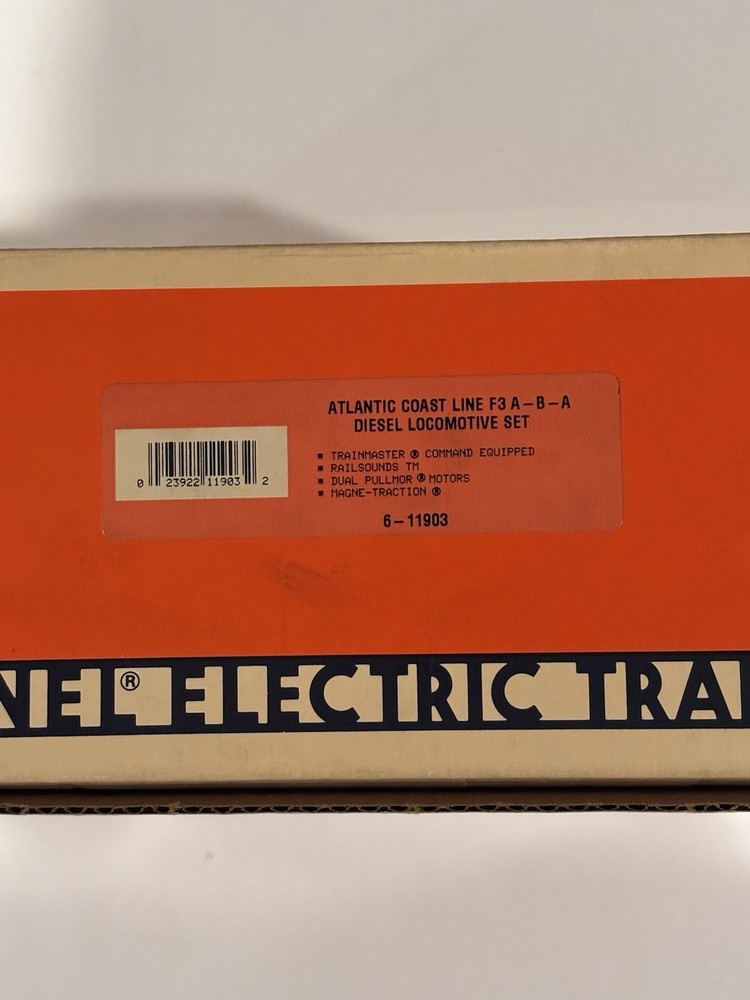 ATLANTIC COAST LINE F3 A-B-A
DIESEL LOCOMOTIVE SET
TRAINMASTER ® COMMAND EQUIPPED
RAILSOUNDS TM
DUAL PULLMOR ® MOTORS
MAGNE-TRACTION ®
6-11903
0 23922 11903 2
NEL® ELECTRIC TRAI